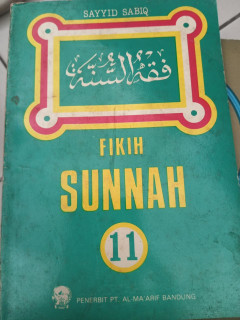 SAYYID SABIQ
فقه السنة
FIKIH
SUNNAH
11
PENERBIT PT. AL-MA'ARIF BANDUNG